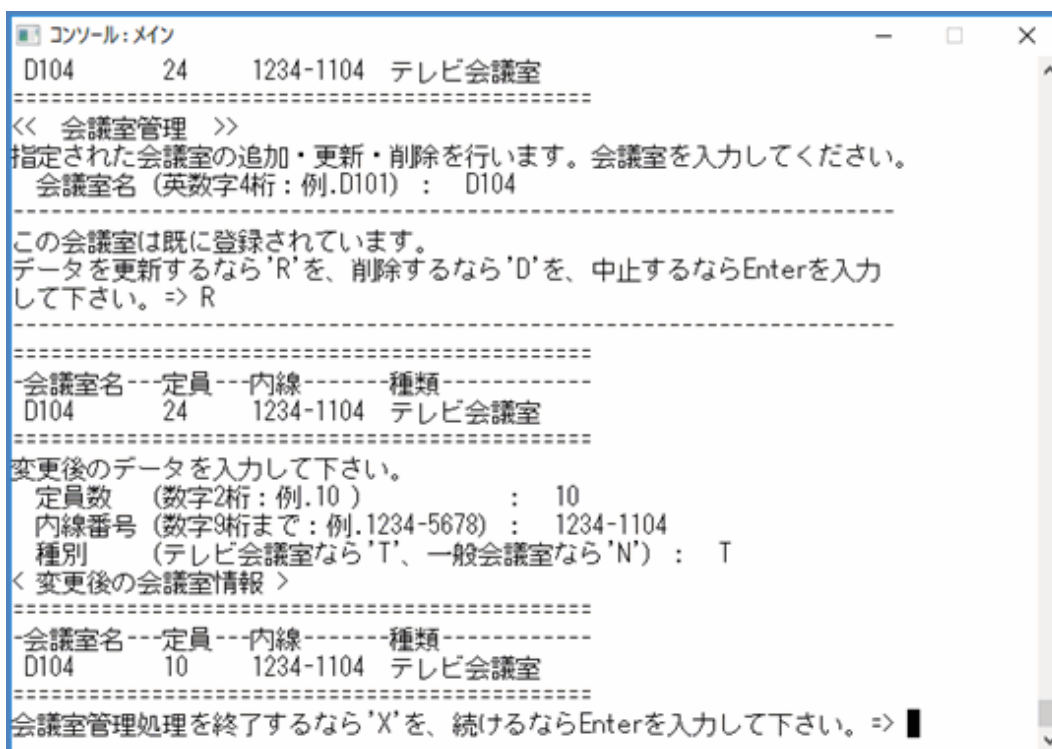 コンソール：メイン
D104 24 1234-1104 テレビ会議室
==============================================
<< 会議室管理 >>
指定された会議室の追加・更新・削除を行います。会議室を入力してください。
会議室名 (英数字4桁：例.D101) : D104
----------------------------------------------------------------------
この会議室は既に登録されています。
データを更新するなら'R'を、削除するなら'D'を、中止するならEnterを入力
して下さい。=> R
----------------------------------------------------------------------
==============================================
-会議室名---定員---内線-------種類------------
D104 24 1234-1104 テレビ会議室
==============================================
変更後のデータを入力して下さい。
定員数 (数字2桁：例.10 ) : 10
内線番号 (数字9桁まで：例.1234-5678) : 1234-1104
種別 (テレビ会議室なら'T'、一般会議室なら'N') : T
< 変更後の会議室情報 >
==============================================
-会議室名---定員---内線-------種類------------
D104 10 1234-1104 テレビ会議室
==============================================
会議室管理処理を終了するなら'X'を、続けるならEnterを入力して下さい。=>